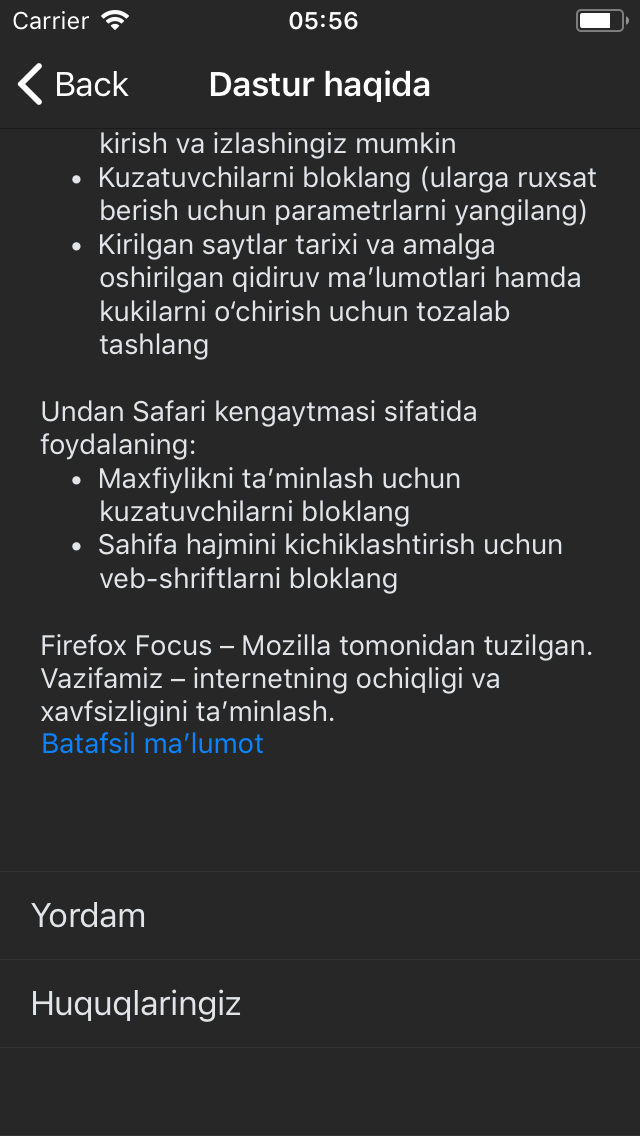 Carrier 05:56
Back Dastur haqida
kirish va izlashingiz mumkin
• Kuzatuvchilarni bloklang (ularga ruxsat
berish uchun parametrlarni yangilang)
• Kirilgan saytlar tarixi va amalga
oshirilgan qidiruv ma’lumotlari hamda
kukilarni o‘chirish uchun tozalab
tashlang
Undan Safari kengaytmasi sifatida
foydalaning:
• Maxfiylikni ta’minlash uchun
kuzatuvchilarni bloklang
• Sahifa hajmini kichiklashtirish uchun
veb-shriftlarni bloklang
Firefox Focus – Mozilla tomonidan tuzilgan.
Vazifamiz – internetning ochiqligi va
xavfsizligini ta’minlash.
Batafsil ma’lumot
Yordam
Huquqlaringiz